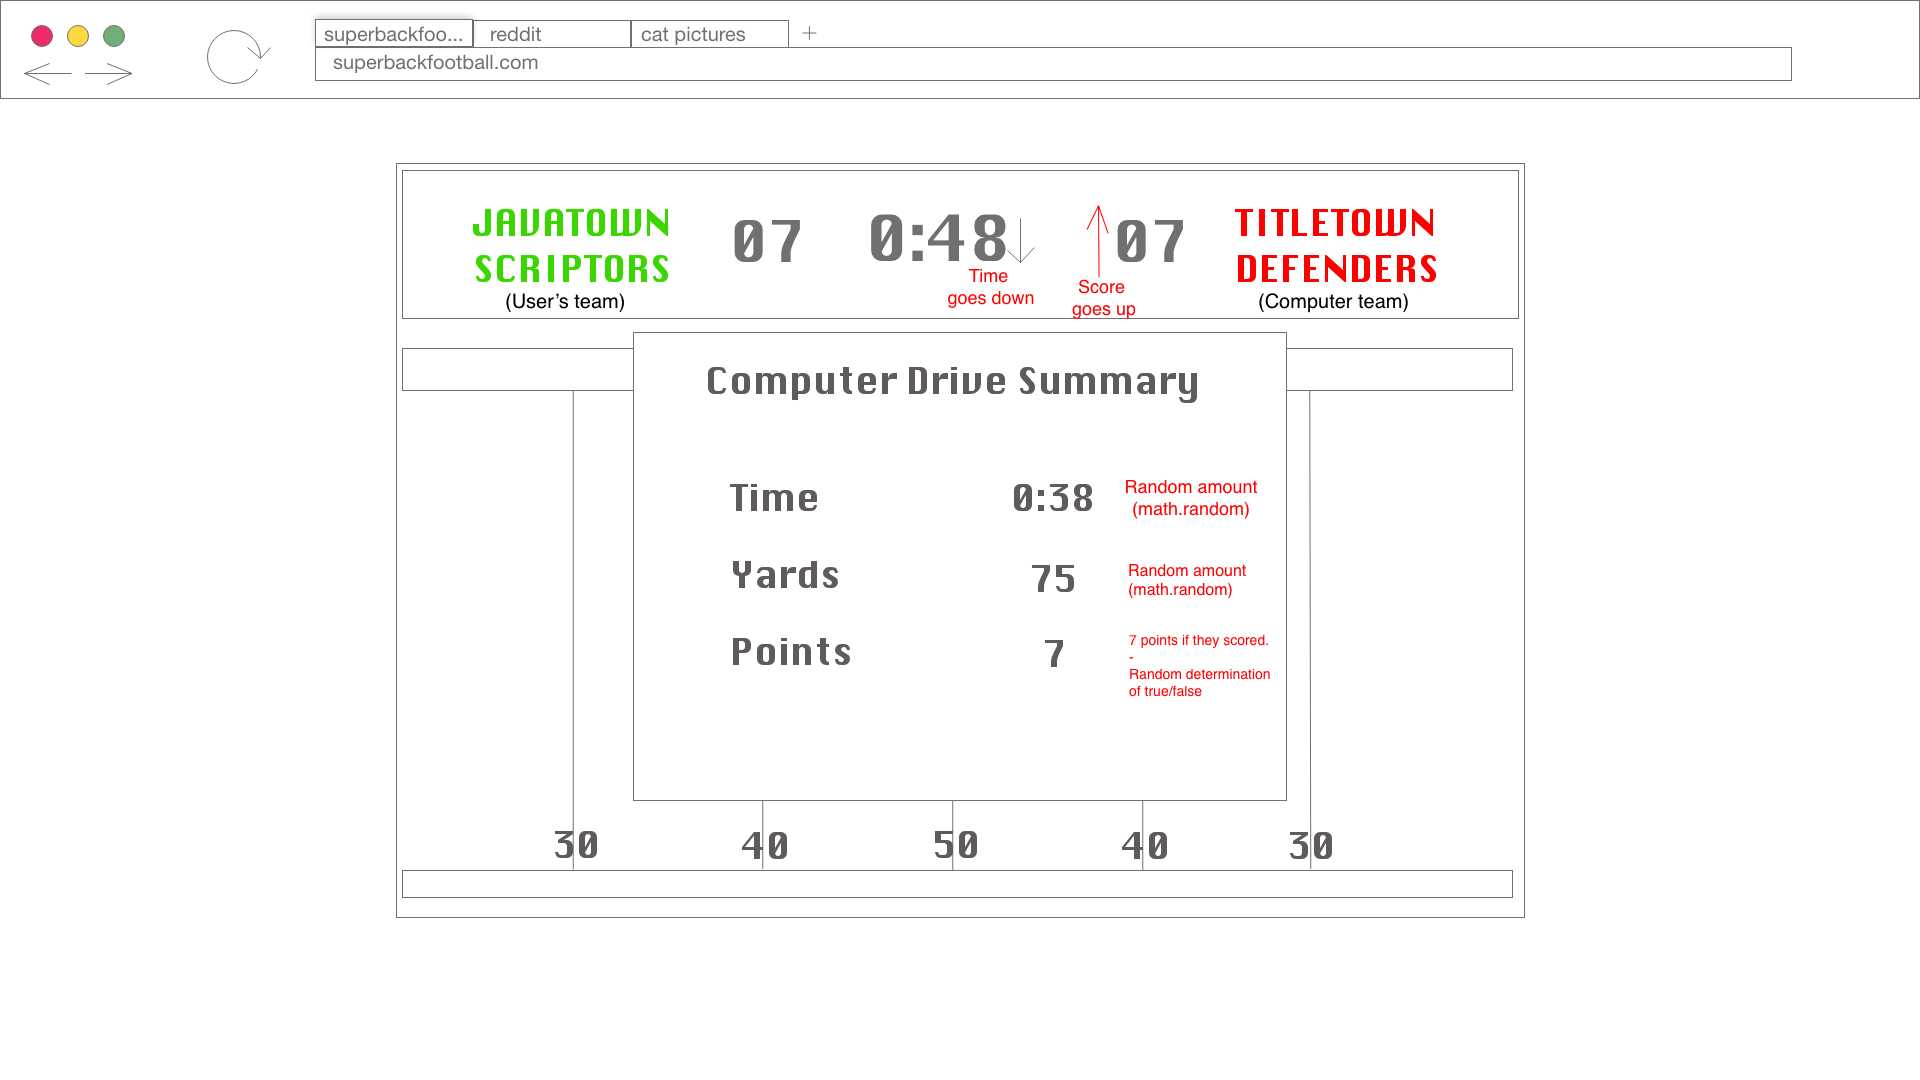 superbackfoo...
reddit
cat pictures
+
superbackfootball.com
JAVATOWN
SCRIPTORS
(User’s team)
07
0:48
Time
goes down
Score
goes up
07
TITLETOWN
DEFENDERS
(Computer team)
Computer Drive Summary
Time 0:38
Random amount
(math.random)
Yards 75
Random amount
(math.random)
Points 7
7 points if they scored.
-
Random determination
of true/false
30 40 50 40 30